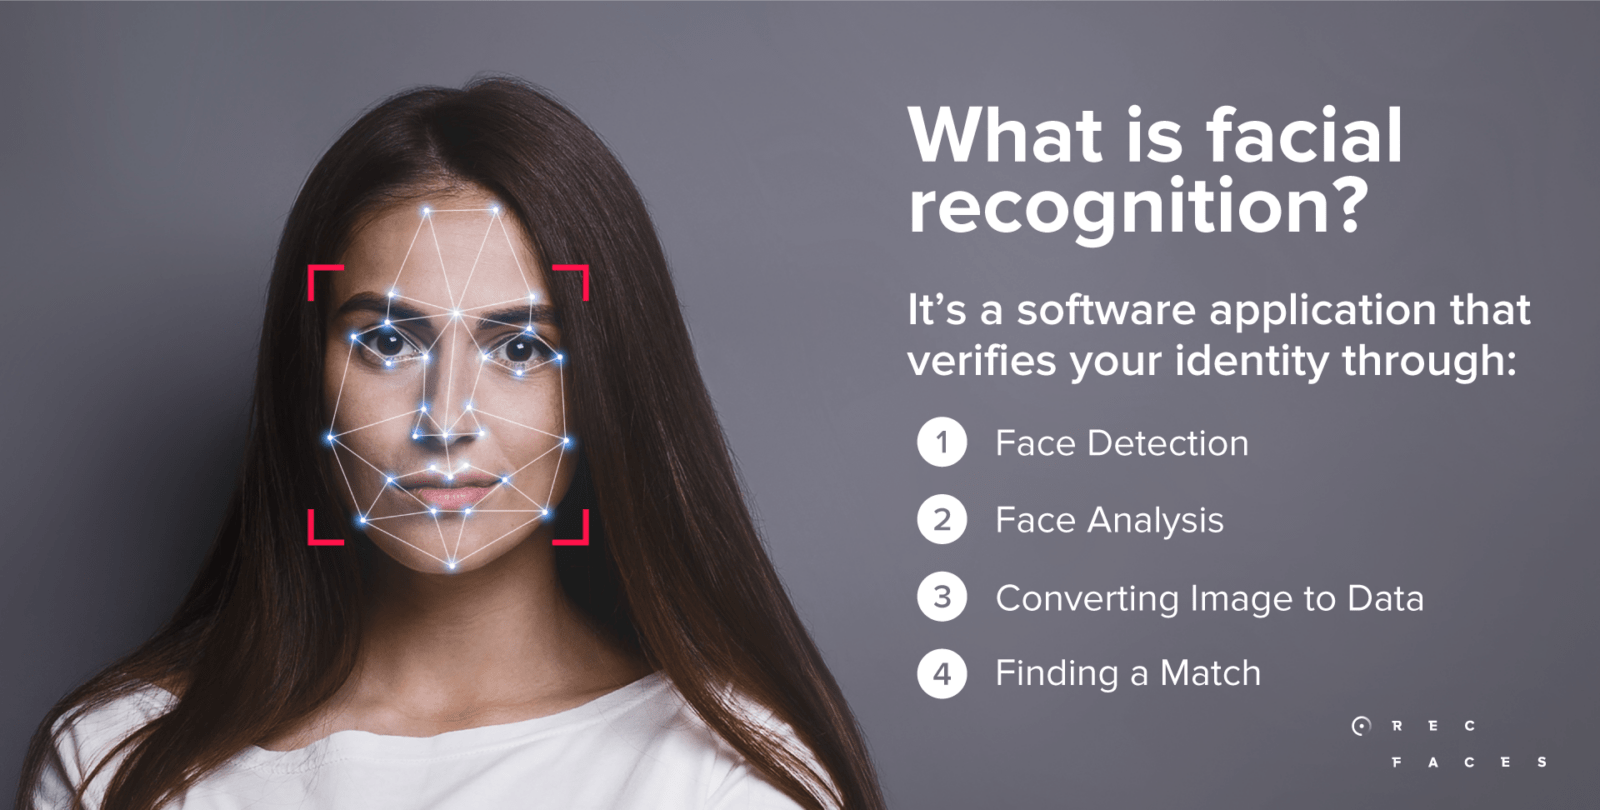 What is facial
recognition?
It’s a software application that
verifies your identity through:
1 Face Detection
2 Face Analysis
3 Converting Image to Data
4 Finding a Match
REC
FACES